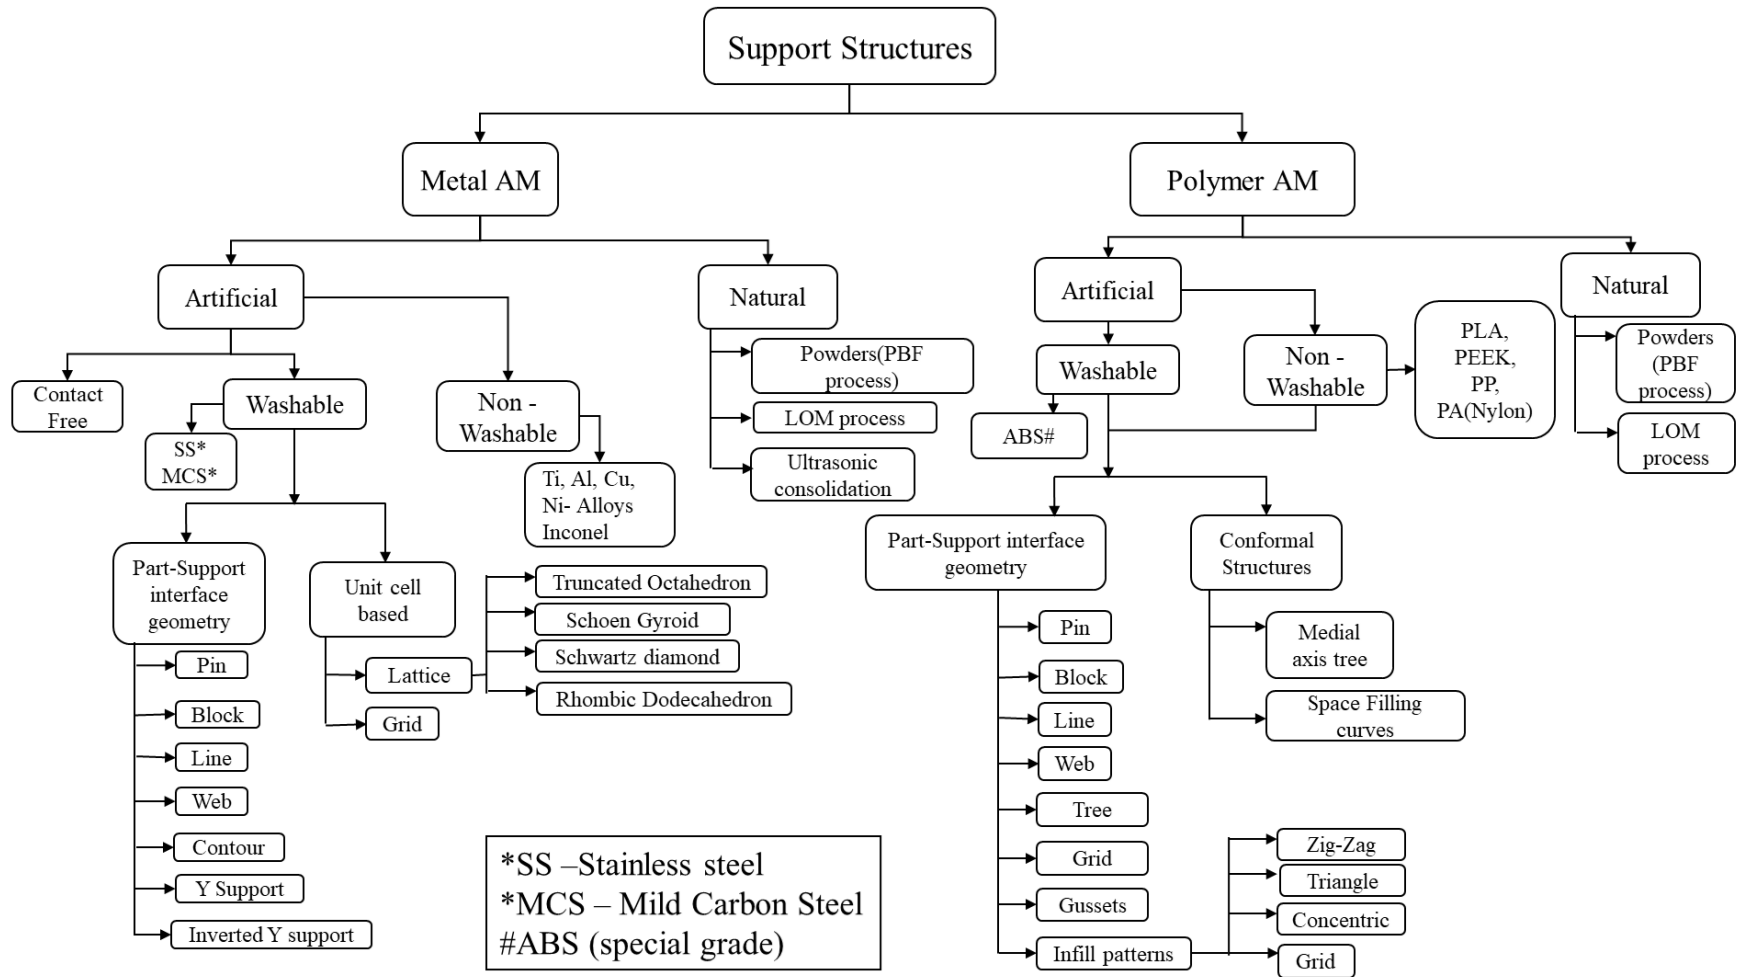 Support Structures
Metal AM
Polymer AM
Artificial
Natural
Contact
Free
Washable
SS*
MCS*
Non -
Washable
Ti, Al, Cu,
Ni- Alloys
Inconel
Powders(PBF
process)
LOM process
Ultrasonic
consolidation
Part-Support
interface
geometry
Pin
Block
Line
Web
Contour
Y Support
Inverted Y support
Unit cell
based
Lattice
Grid
Truncated Octahedron
Schoen Gyroid
Schwartz diamond
Rhombic Dodecahedron
Artificial
Natural
Washable
ABS#
Non -
Washable
PLA,
PEEK,
PP,
PA(Nylon)
Powders
(PBF
process)
LOM
process
Part-Support interface
geometry
Pin
Block
Line
Web
Tree
Grid
Gussets
Infill patterns
Zig-Zag
Triangle
Concentric
Grid
Conformal
Structures
Medial
axis tree
Space Filling
curves
*SS –Stainless steel
*MCS – Mild Carbon Steel
#ABS (special grade)